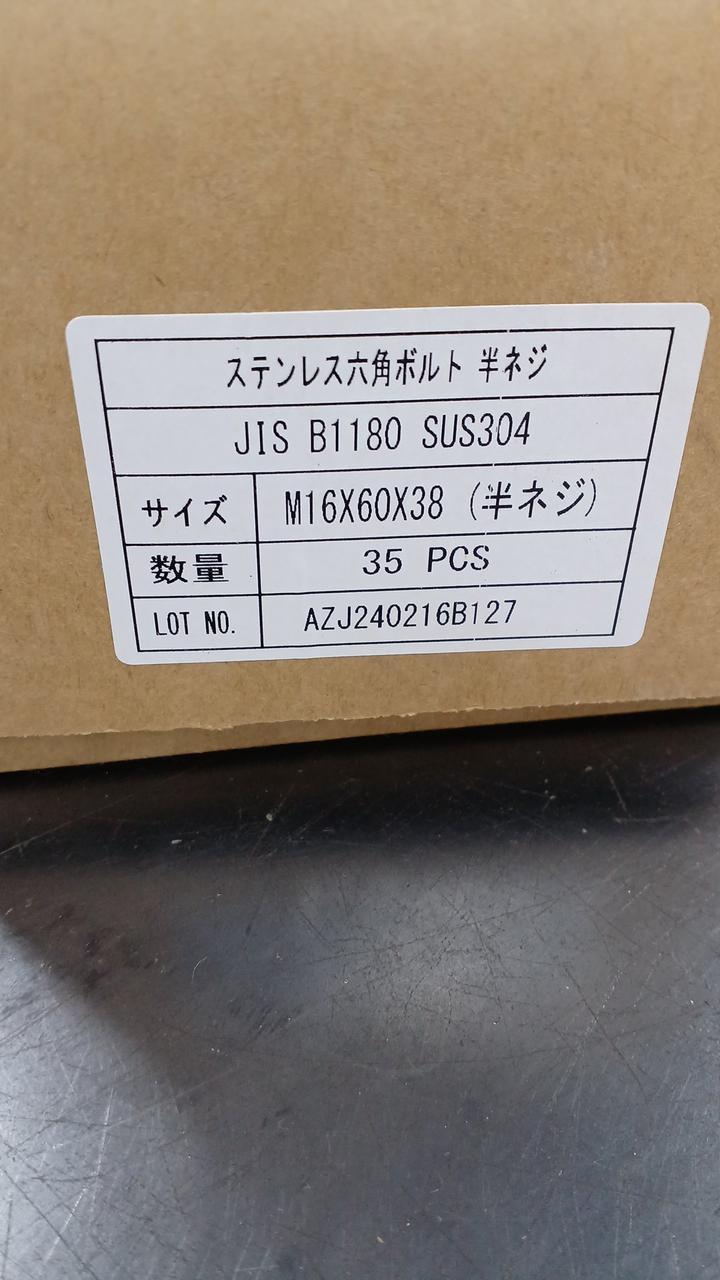 ステンレス六角ボルト 半ネジ
JIS B1180 SUS304
サイズ M16X60X38 (半ネジ)
数量 35 PCS
LOT NO. AZJ240216B127